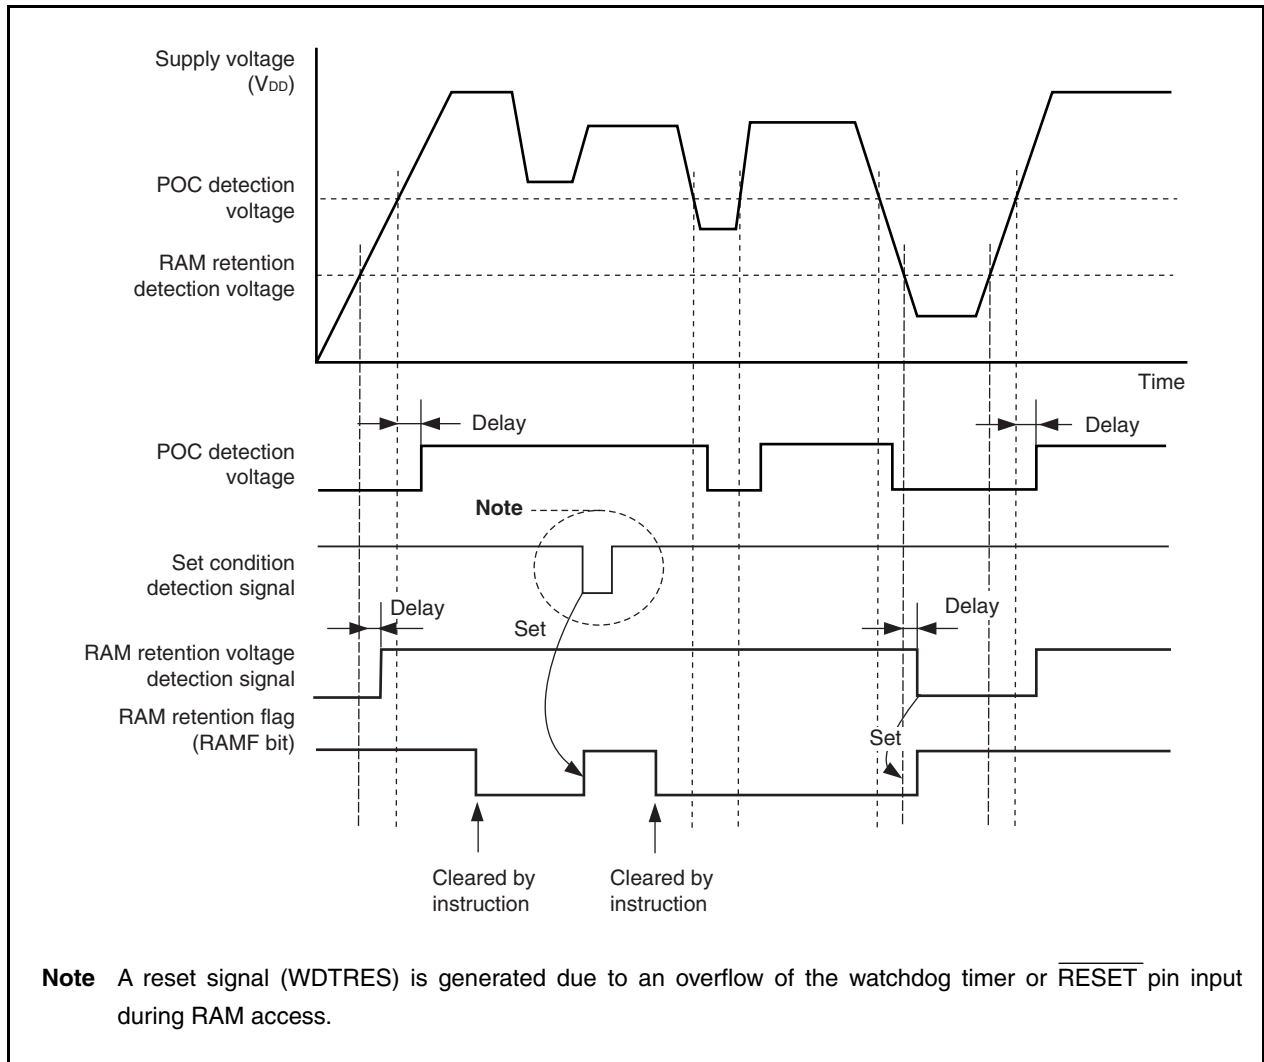 Supply voltage
(VDD)
POC detection
voltage
RAM retention
detection voltage
Time
Delay
Delay
POC detection
voltage
Note
Set condition
detection signal
Delay
Delay
Set
RAM retention voltage
detection signal
RAM retention flag
(RAMF bit)
Set
Cleared by
instruction
Cleared by
instruction
Note A reset signal (WDTRES) is generated due to an overflow of the watchdog timer or RESET pin input
during RAM access.